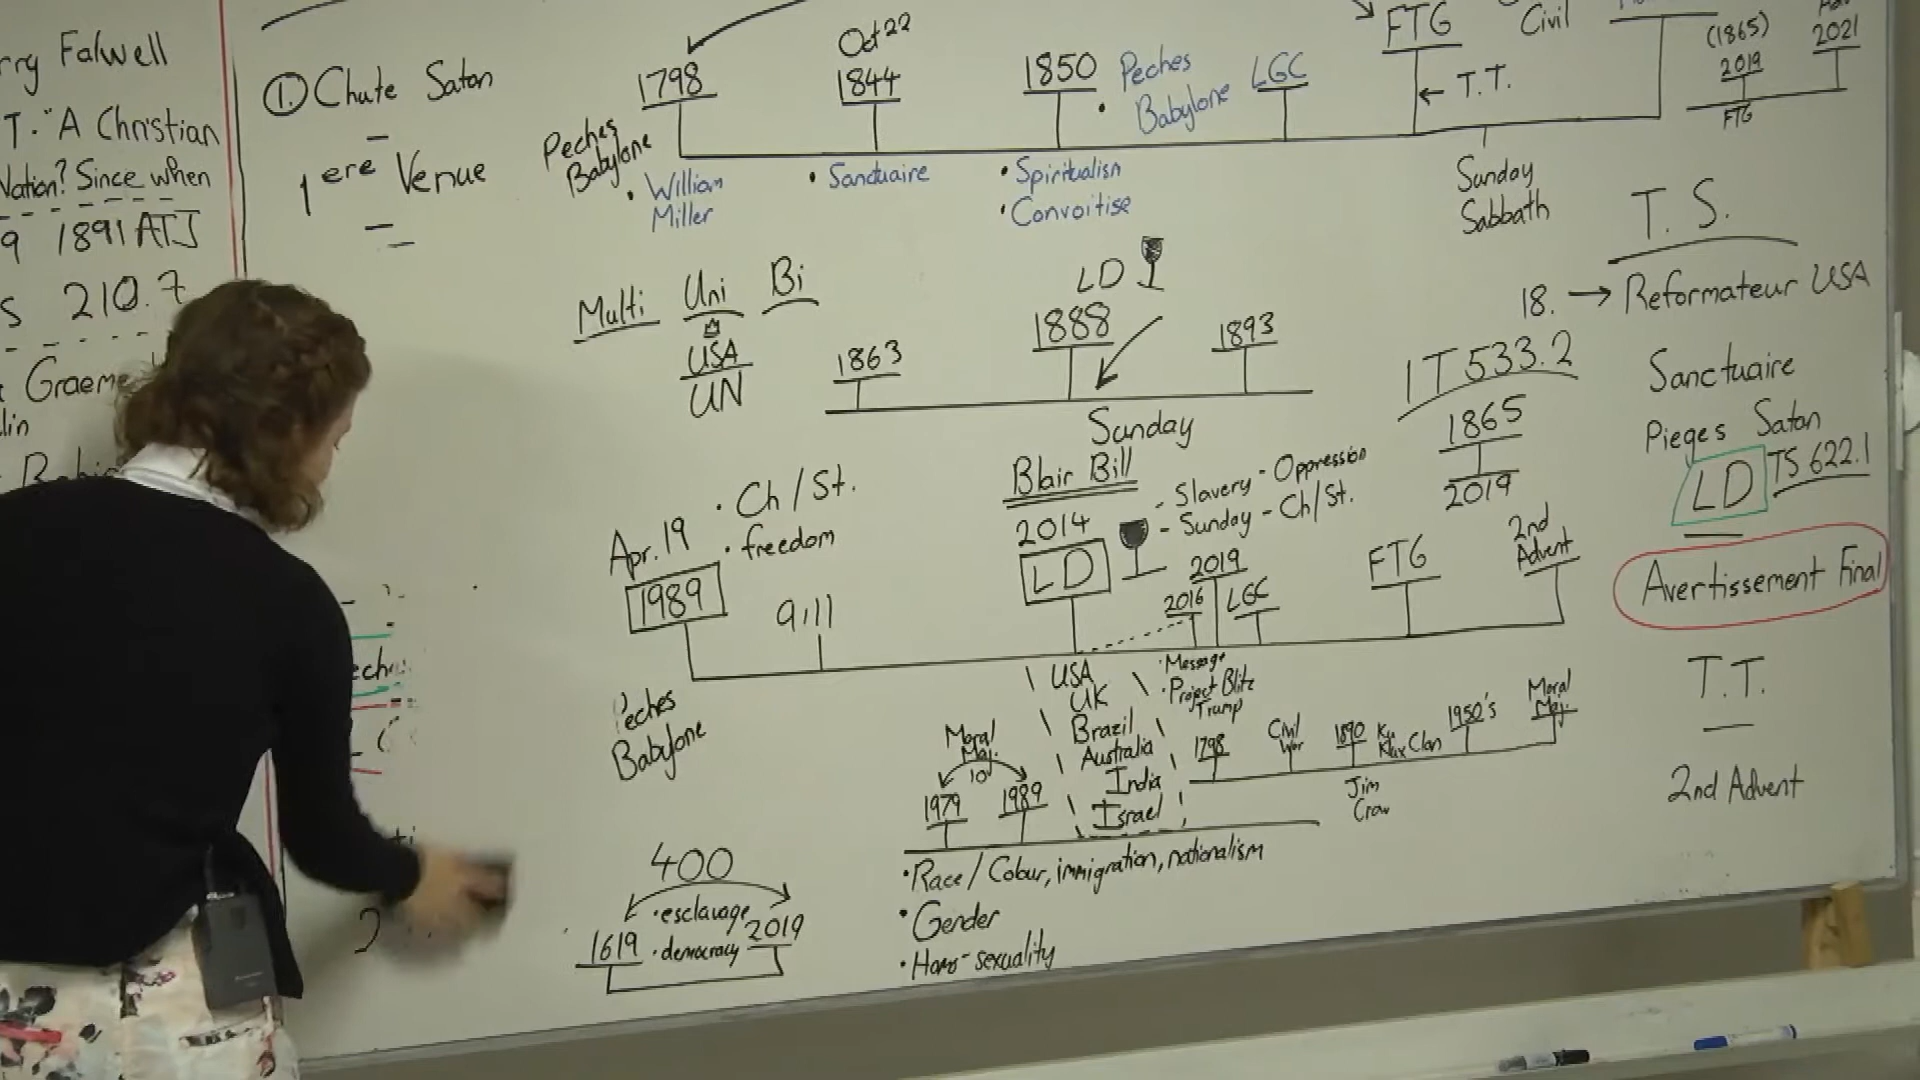 Falwell
T. "A Christian
Nation? Since when
9 1891 ATJ
S 210.7
Graeme
① Chute Satan
1ere Venue
Peches
Babylone
1798
• William
Miller
Oct 22
1844
• Sanctuaire
1850
• Peches
Babylone
• Spiritualism
• Convoitise
LGC
FTG
← T.T.
Civil
Sunday
Sabbath
(1865)
2019
FTG
2021
Multi Uni Bi
USA
UN
1863
LD
1888
1893
Sunday
Blair Bill
T. S.
18. → Reformateur USA
Sanctuaire
Pieges Satan
LD TS 622.1
Avertissement Final
T.T.
2nd Advent
1T 533.2
1865
2019
Apr. 19
1989
• Ch/St.
• freedom
9.11
2014
LD
- Slavery - Oppression
- Sunday - Ch/St.
2016
2019
LGC
FTG
2nd
Advent
Peches
Babylone
USA
UK
Brazil
Australia
India
Israel
• Message
• Project Blitz
Trump
1798
Civil
War
1890
Ku
Klux Clan
Jim
Crow
1950's
Moral
Maj.
Moral
Maj.
10
1979
1989
400
1619
• esclavage
• democracy
2019
• Race/Colour, immigration, nationalism
• Gender
• Homo-sexuality